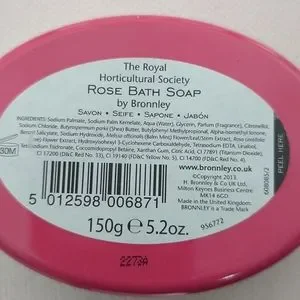 The Royal
Horticultural Society
ROSE BATH SOAP
by Bronnley
SAVON • SEIFE • SAPONE • JABÓN
INGREDIENTS: Sodium Palmate, Sodium Palm Kernelate, Aqua (Water), Glycerin, Parfum (Fragrance), Citronellol,
Sodium Chloride, Butyrospermum parkii (Shea) Butter, Butylphenyl Methylpropional, Alpha-Isomethyl Ionone,
Benzyl Salicylate, Sodium Hydroxide, Melissa officinalis (Balm Mint) Flower/Leaf/Stem Extract, Rosa
Flower Extract, Hydroxyisohexyl 3-Cyclohexene Carboxaldehyde, Tetrasodium EDTA, Linalool,
Tetrasodium Etidronate, Cocamidopropyl Betaine, Xanthan Gum, Citric Acid, CI 77891 (Titanium Dioxide),
CI 17200 (D&C Red No. 33), CI 19140 (FD&C Yellow No. 5), CI 14700 (FD&C Red No. 4).
30M
www.bronnley.com
©Copyright 2013.
H. Bronnley & Co UK Ltd.
Milton Keynes Business Centre
MK14 6GD
Made in the United Kingdom.
BRONNLEY is a Trade Mark
5 012598 006871
150g e 5.2oz.
956772
PEEL HERE
2273A